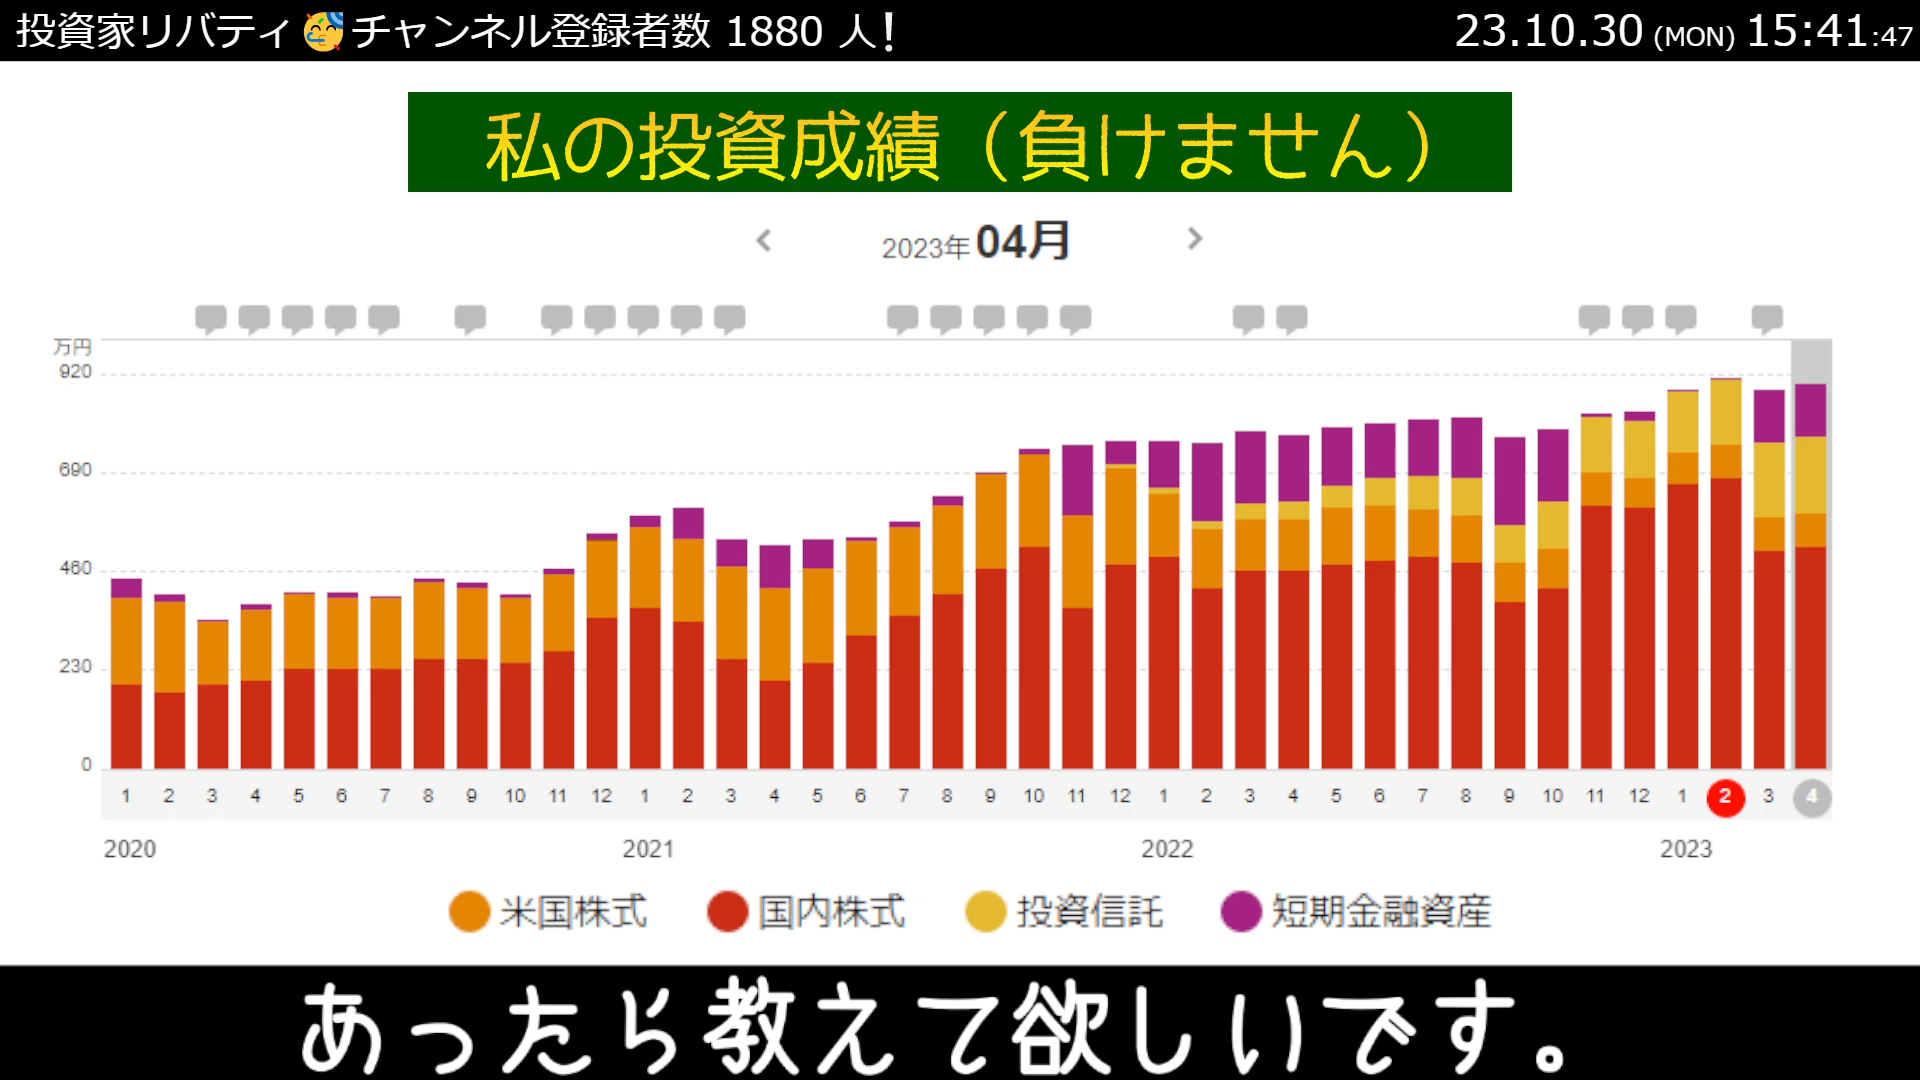 投資家リバティ🥳チャンネル登録者数 1880 人！
23.10.30 (MON) 15:41:47
私の投資成績（負けません）
2023年 04月
万円
920
690
460
230
0
1 2 3 4 5 6 7 8 9 10 11 12 1 2 3 4 5 6 7 8 9 10 11 12 1 2 3 4 5 6 7 8 9 10 11 12 1 2 3 4
2020 2021 2022 2023
米国株式 国内株式 投資信託 短期金融資産
あったら教えて欲しいです。